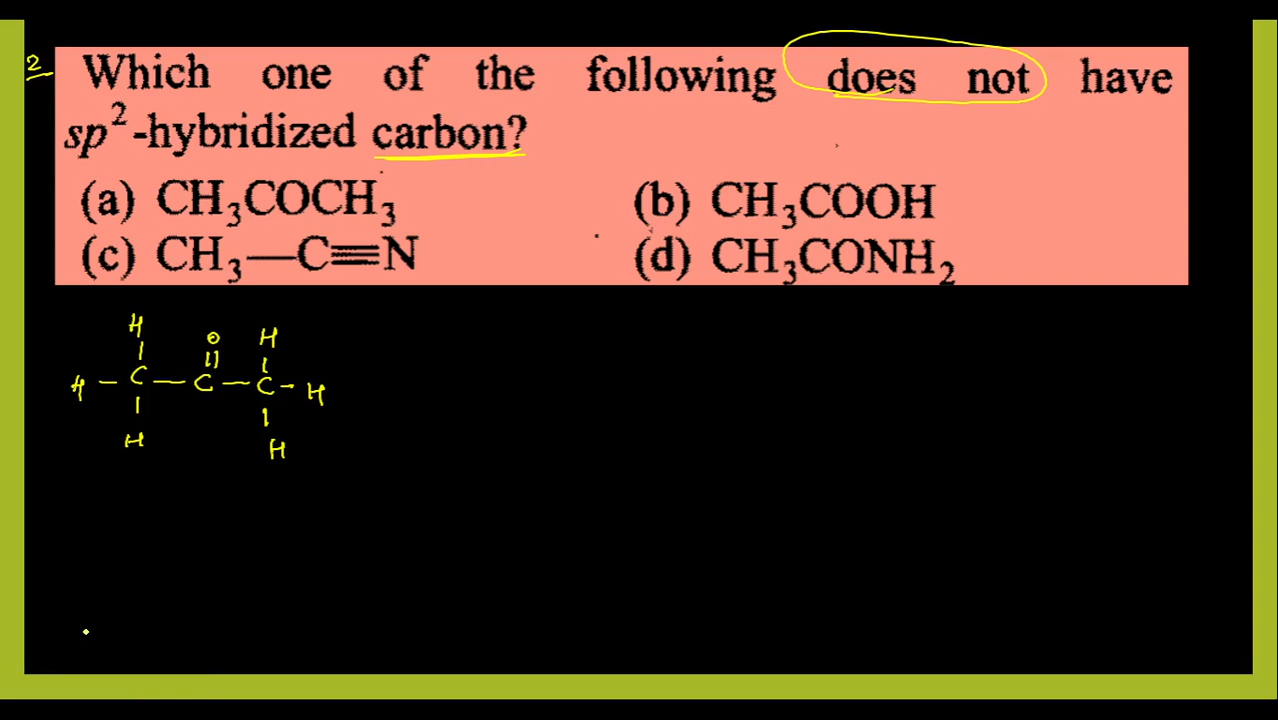 2 Which one of the following does not have
sp²-hybridized carbon?
(a) CH₃COCH₃ (b) CH₃COOH
(c) CH₃—C≡N (d) CH₃CONH₂
H O H
H – C — C – C – H
H H